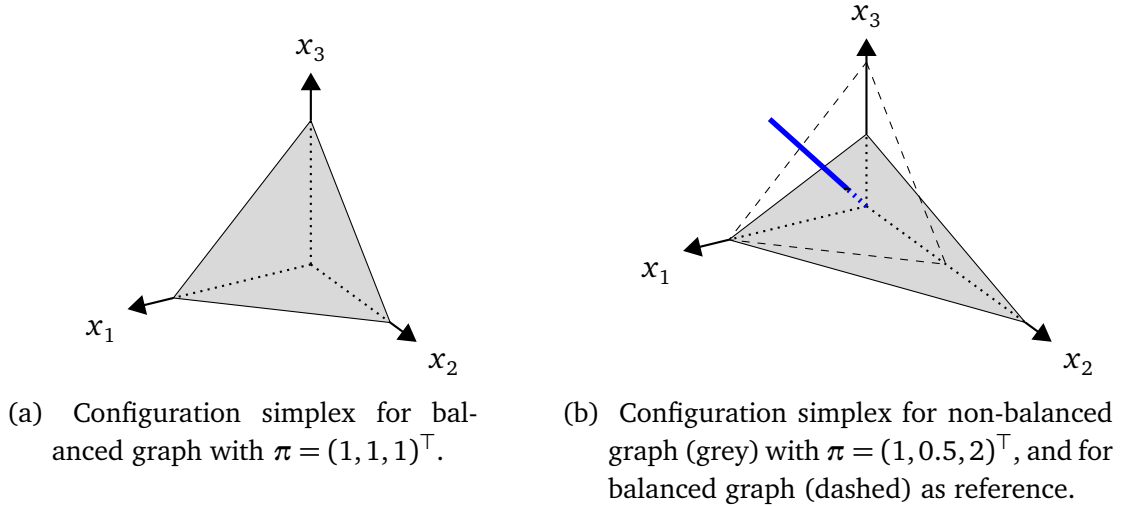 x₃
x₁
x₂
(a) Configuration simplex for bal-
anced graph with π = (1, 1, 1)⊤.
x₃
x₁
x₂
(b) Configuration simplex for non-balanced
graph (grey) with π = (1, 0.5, 2)⊤, and for
balanced graph (dashed) as reference.